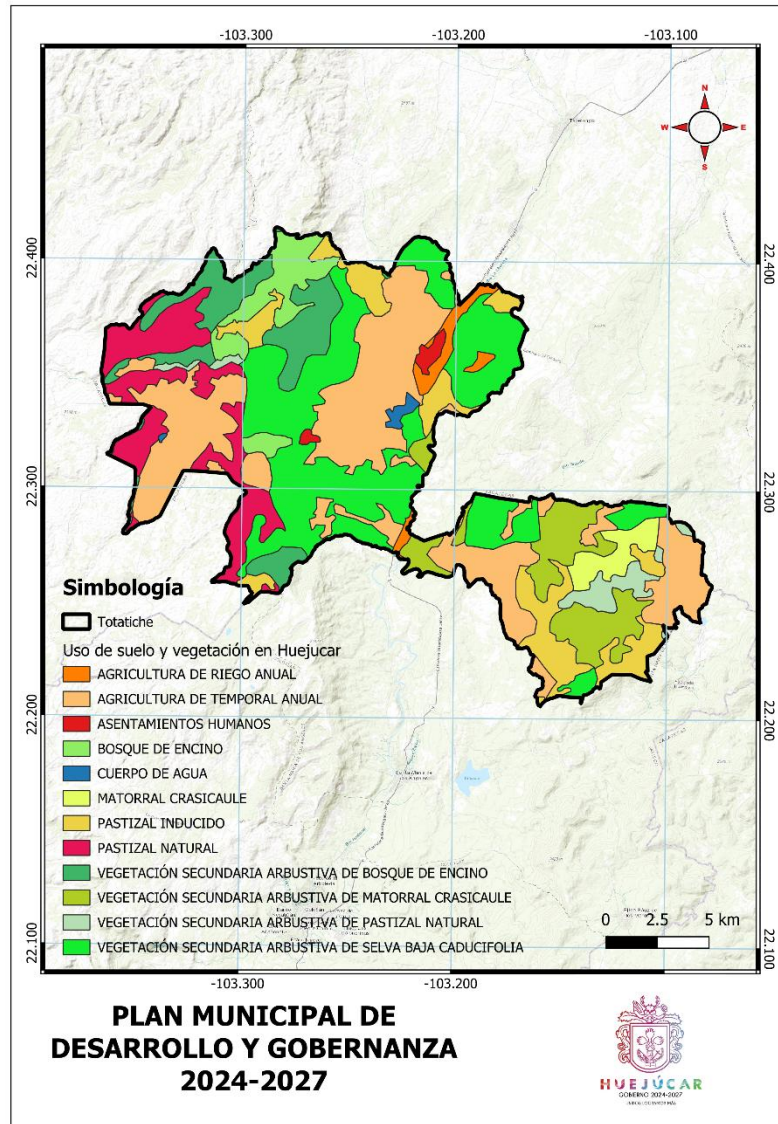 -103.300
-103.200
-103.100
N
W
E
S
22.400
22.400
22.300
22.300
22.200
22.200
22.100
22.100
Simbología
Totatiche
Uso de suelo y vegetación en Huejucar
AGRICULTURA DE RIEGO ANUAL
AGRICULTURA DE TEMPORAL ANUAL
ASENTAMIENTOS HUMANOS
BOSQUE DE ENCINO
CUERPO DE AGUA
MATORRAL CRASICAULE
PASTIZAL INDUCIDO
PASTIZAL NATURAL
VEGETACIÓN SECUNDARIA ARBUSTIVA DE BOSQUE DE ENCINO
VEGETACIÓN SECUNDARIA ARBUSTIVA DE MATORRAL CRASICAULE
VEGETACIÓN SECUNDARIA ARBUSTIVA DE PASTIZAL NATURAL
VEGETACIÓN SECUNDARIA ARBUSTIVA DE SELVA BAJA CADUCIFOLIA
0 2.5 5 km
-103.300
-103.200
-103.100
PLAN MUNICIPAL DE
DESARROLLO Y GOBERNANZA
2024-2027
HUEJÚCAR
GOBIERNO 2024-2027